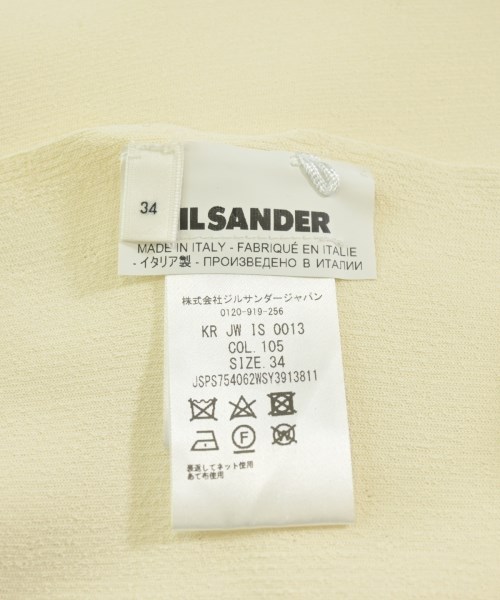 34
ILSANDER
MADE IN ITALY - FABRIQUÉ EN ITALIE
- イタリア製 - ПРОИЗВЕДЕНО В ИТАЛИИ
株式会社ジルサンダージャパン
0120-919-256
KR JW IS 0013
COL. 105
SIZE. 34
JSPS754062WSY3913811
F W
裏返してネット使用
あて布使用